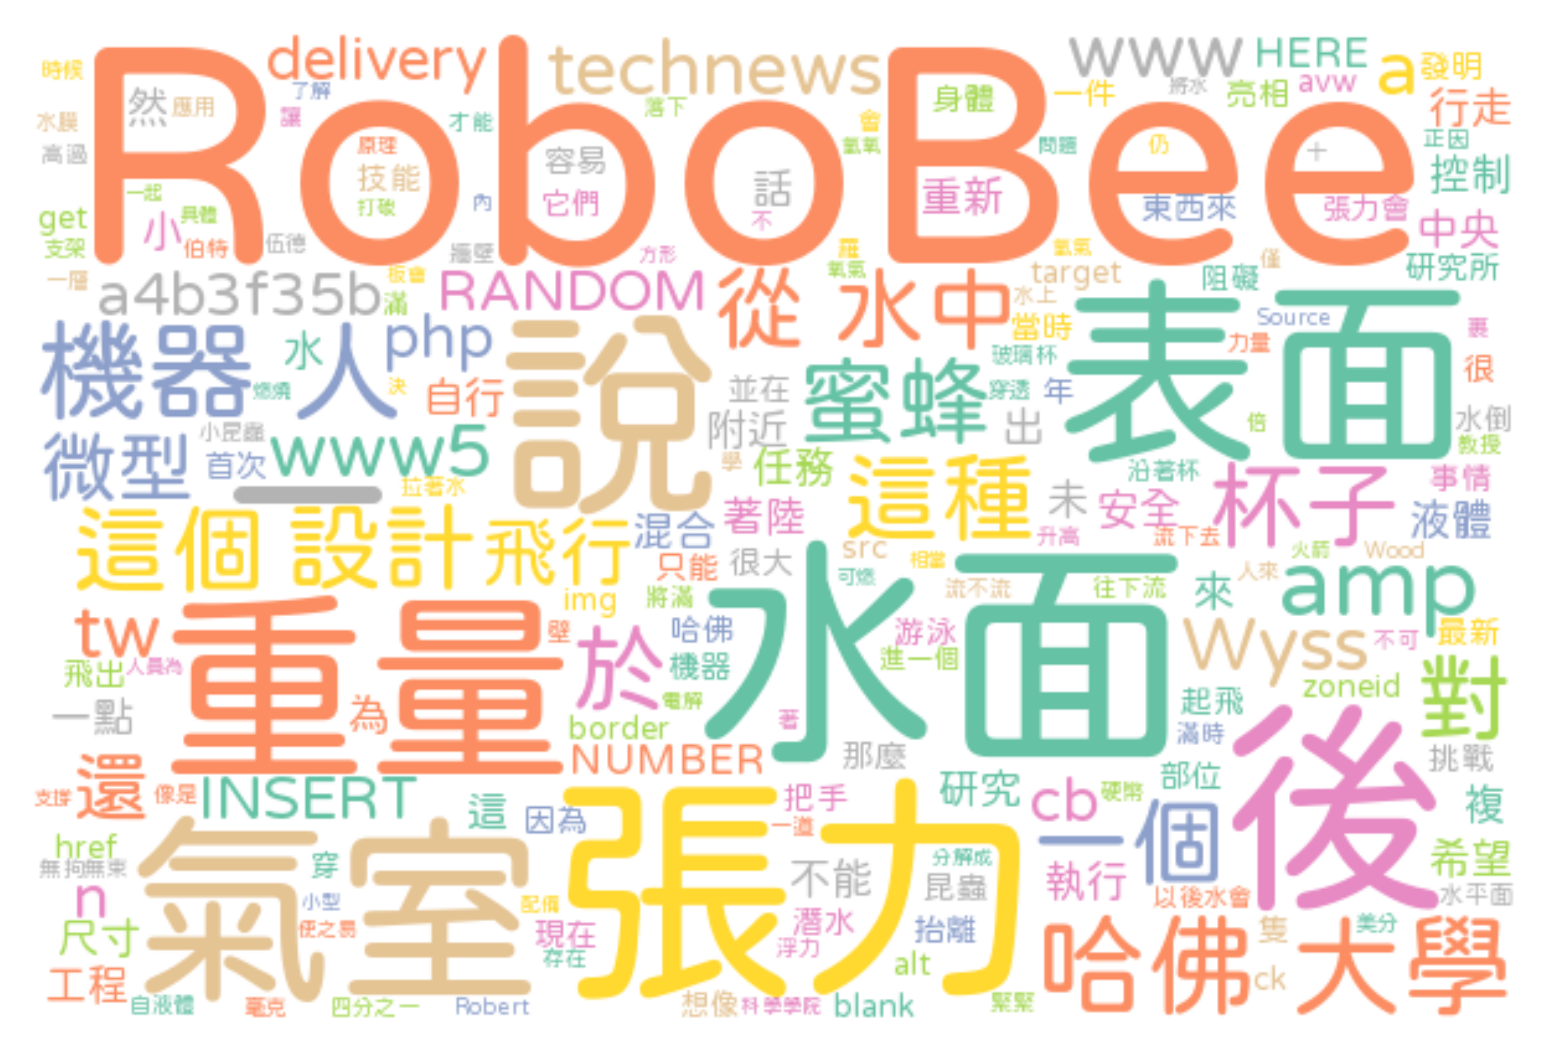 RoboBee
delivery
technews
www
HERE
a
發明
時候
了解
然
應用
讓
水膜
高過
原理
技能
打破
一起
才能
落下
容易
它們
內
話
不
會
氫氧
身體
重新
問題
一件
將水
亮相
avw
行走
正因
仍
+
控制
東西來
張力會
中央
get
支架
小
具體
伯特
伍德
牆壁
方形
羅
氧氣
氫氣
僅
target
阻礙
研究所
一層
a4b3f35b
板會
滿
RANDOM
從
水中
水上
當時
表面
Source
力量
裏
很
機器
人
水
php
燃燒
決
自行
說
並在
附近
蜜蜂
玻璃杯
穿透
年
出
倍
水倒
教授
微型
小昆蟲
首次
www5
拉著水
學
任務
這種
未
沿著杯
安全
杯子
事情
液體
這個
設計
飛行
混合
著陸
升高
流下去
只能
很大
src
相當
可燃
流不流
往下流
火箭
Wood
人來
來
amp
img
將滿
水面
tw
重量
壁
於
哈佛
機器
游泳
進一個
Wyss
不可
最新
飛出
人員為
一點
為
電解
border
著
起飛
zoneid
對
滿時
NUMBER
那麼
後
挑戰
還
支撐
像是
INSERT
這
因為
把手
一道
研究
cb
硬幣
部位
一個
複
href
無拘無束
穿
氣室
張力
不能
分解成
昆蟲
執行
以後水會
希望
水平面
n
小型
便之易
配備
現在
存在
潛水
浮力
抬離
尺寸
工程
自液體
毫克
四分之一
Robert
想像
科學學院
alt
blank
緊緊
哈佛
隻
ck
大學
美分